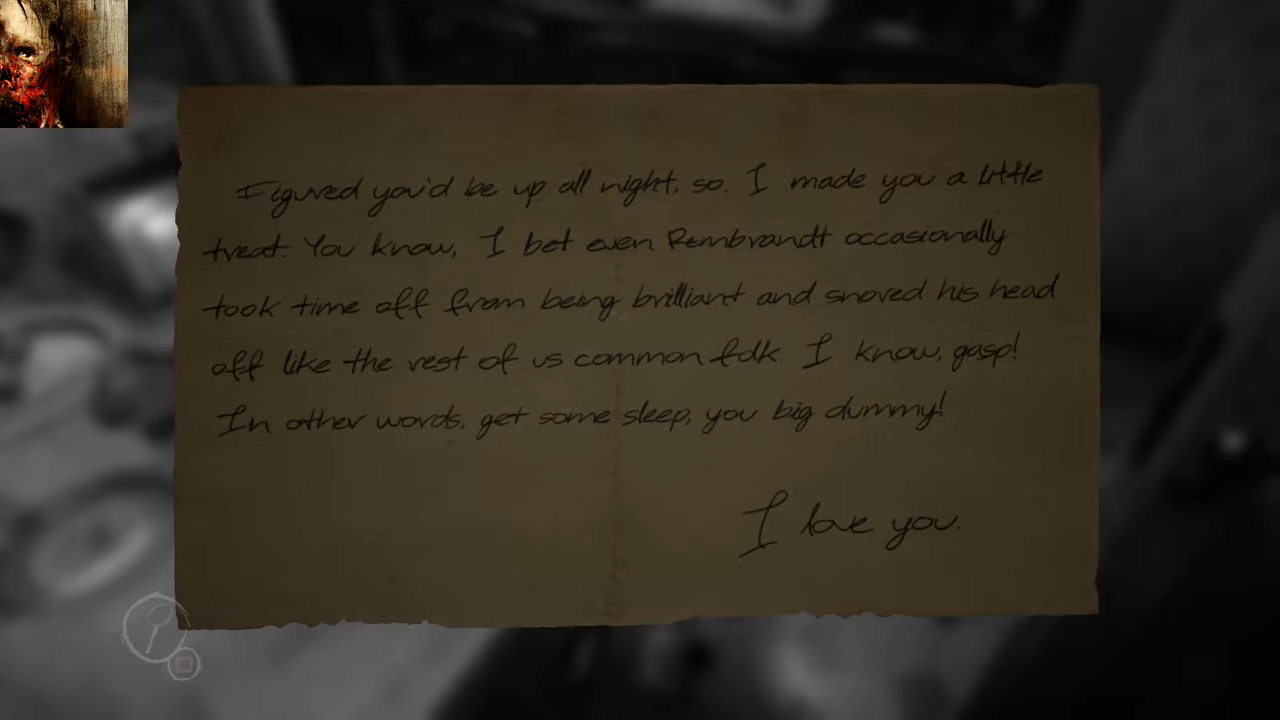 Figured you'd be up all night, so. I made you a little
treat. You know, I bet even Rembrandt occasionally
took time off from being brilliant and snored his head
off like the rest of us common folk. I know, gasp!
In other words, get some sleep, you big dummy!
I love you.